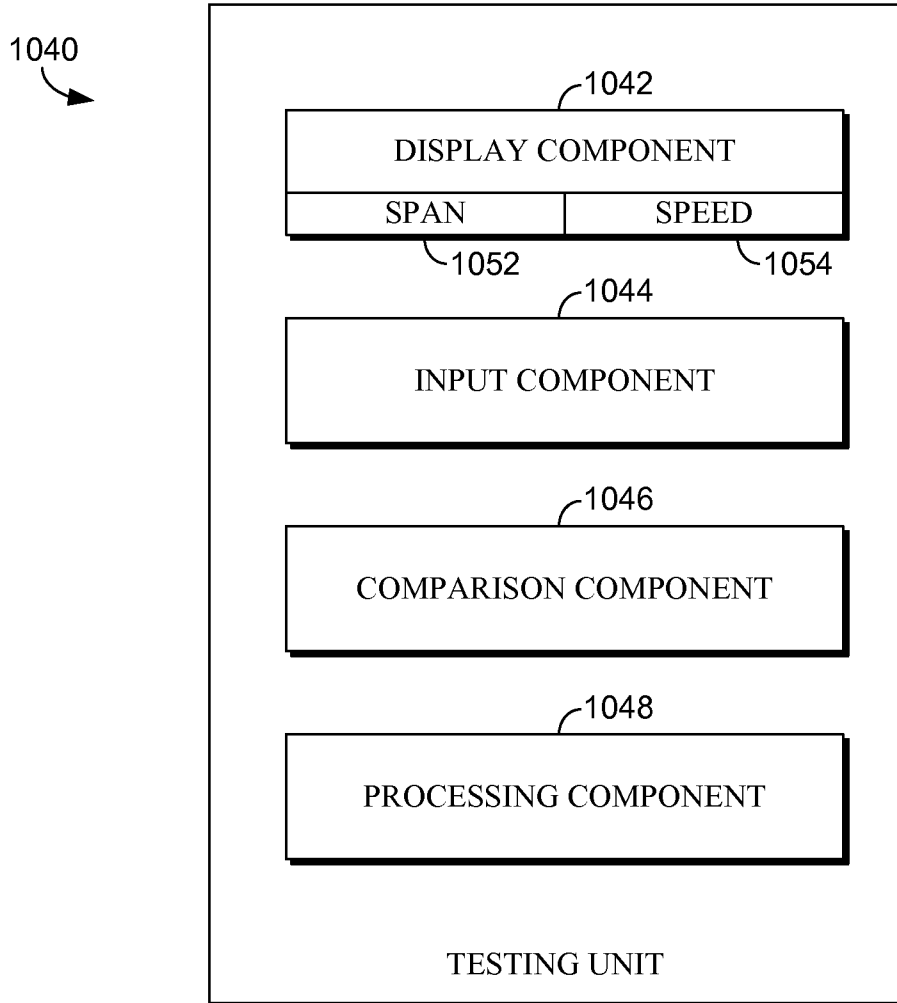 1040
1042
DISPLAY COMPONENT
SPAN SPEED
1052 1054
1044
INPUT COMPONENT
1046
COMPARISON COMPONENT
1048
PROCESSING COMPONENT
TESTING UNIT